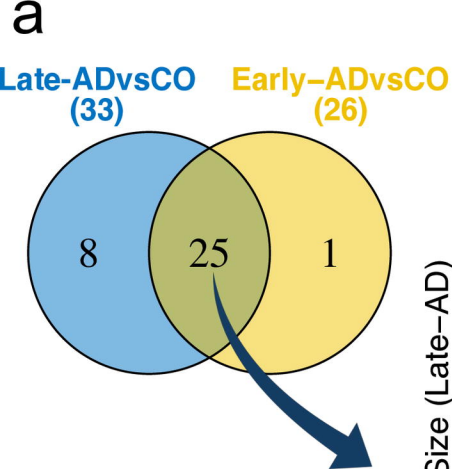 a
Late-ADvsCO
(33)
Early–ADvsCO
(26)
8
25
1
Size (Late–AD)